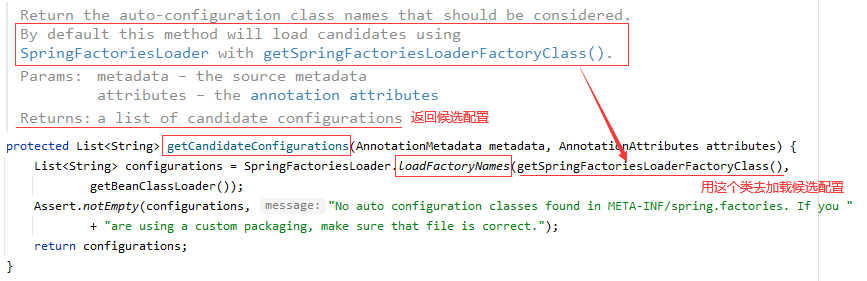 Return the auto-configuration class names that should be considered.
By default this method will load candidates using
SpringFactoriesLoader with getSpringFactoriesLoaderFactoryClass().
Params: metadata – the source metadata
attributes – the annotation attributes
Returns: a list of candidate configurations 返回候选配置
protected List<String> getCandidateConfigurations(AnnotationMetadata metadata, AnnotationAttributes attributes) {
List<String> configurations = SpringFactoriesLoader.loadFactoryNames(getSpringFactoriesLoaderFactoryClass(),
getBeanClassLoader()); 用这个类去加载候选配置
Assert.notEmpty(configurations, message: "No auto configuration classes found in META-INF/spring.factories. If you "
+ "are using a custom packaging, make sure that file is correct.");
return configurations;
}